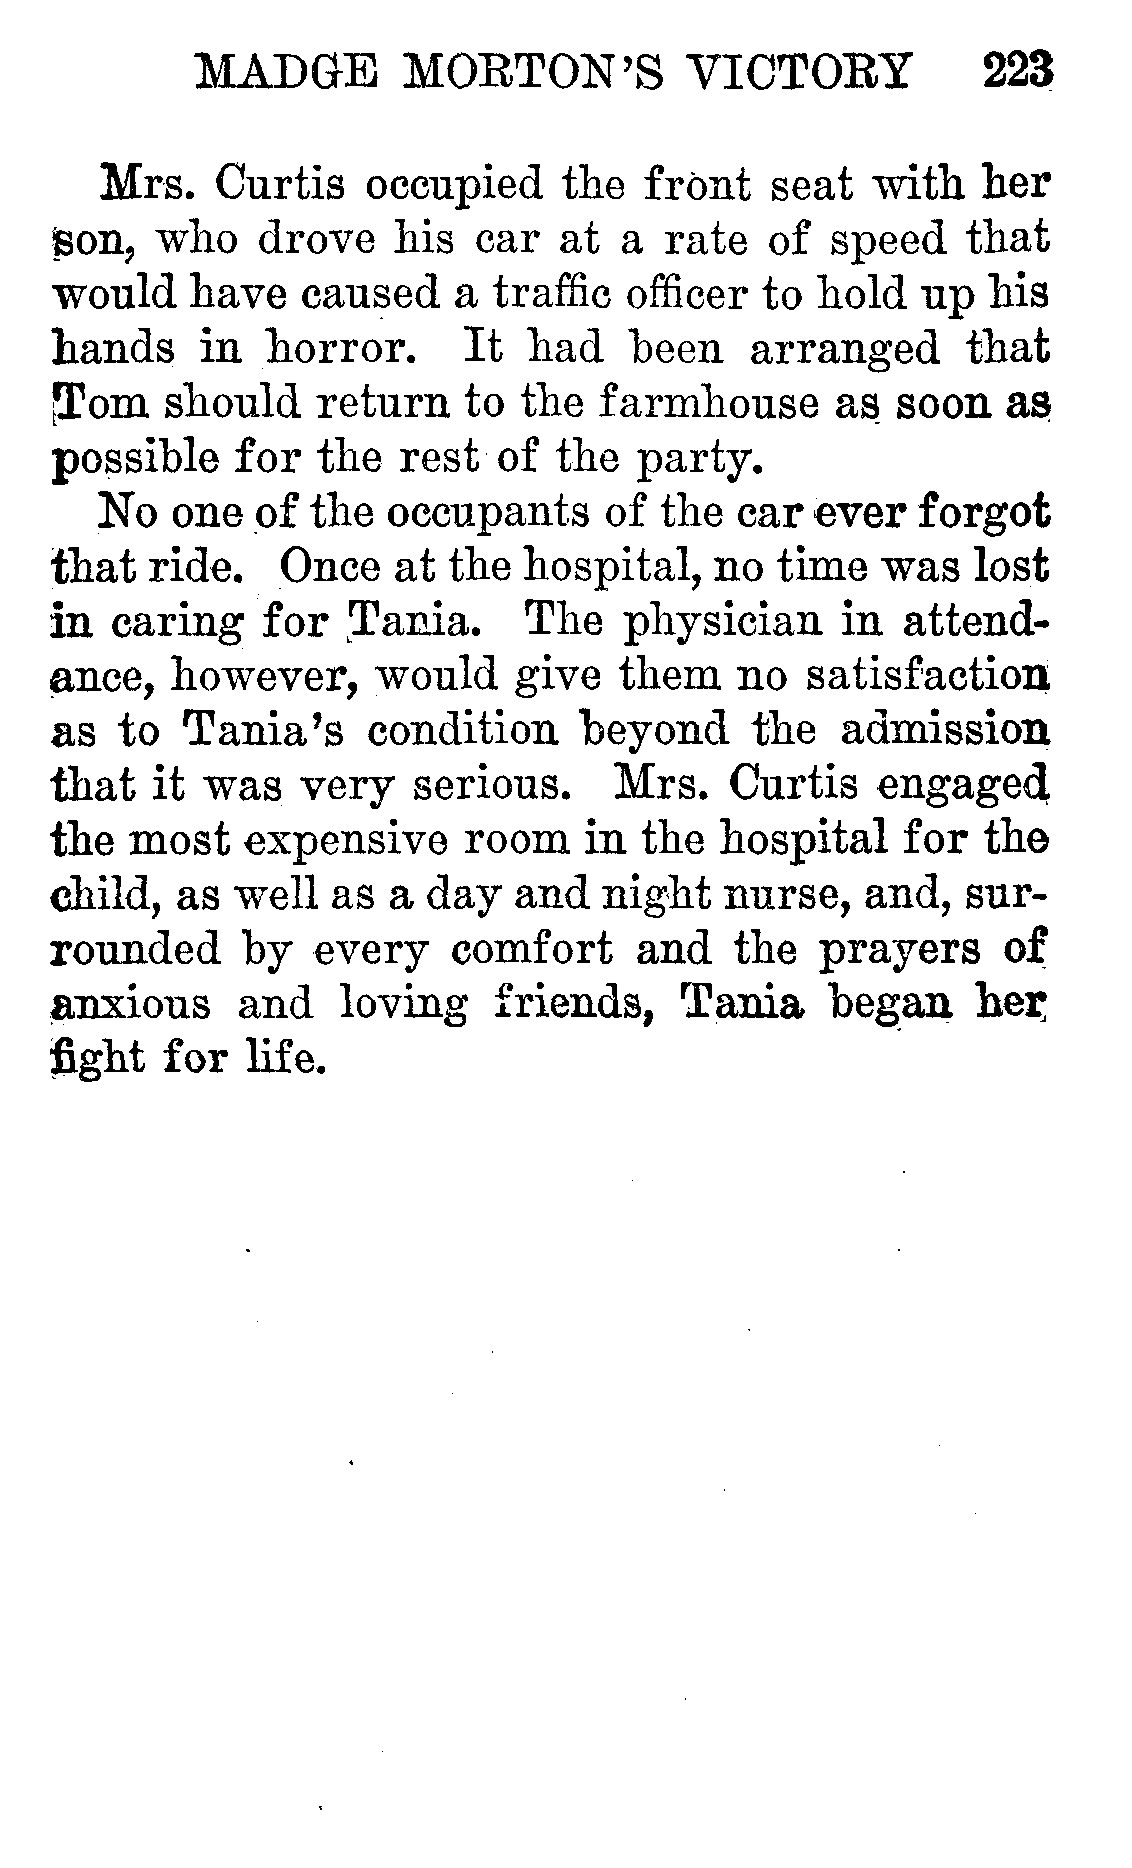 MADGE MORTON'S VICTORY 223
Mrs. Curtis occupied the front seat with her
son, who drove his car at a rate of speed that
would have caused a traffic officer to hold up his
hands in horror. It had been arranged that
Tom should return to the farmhouse as soon as
possible for the rest of the party.
No one of the occupants of the car ever forgot
that ride. Once at the hospital, no time was lost
in caring for Tania. The physician in attend-
ance, however, would give them no satisfaction
as to Tania's condition beyond the admission
that it was very serious. Mrs. Curtis engaged
the most expensive room in the hospital for the
child, as well as a day and night nurse, and, sur-
rounded by every comfort and the prayers of
anxious and loving friends, Tania began her
fight for life.